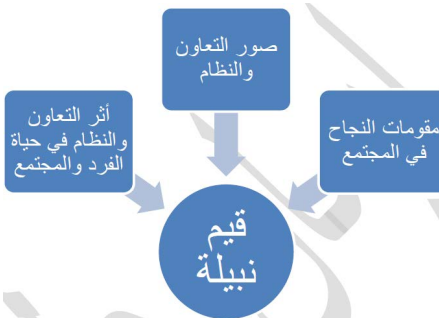 صور التعاون
والنظام
مقومات النجاح
في المجتمع
أثر التعاون
والنظام في حياة
الفرد والمجتمع
قيم
نبيلة